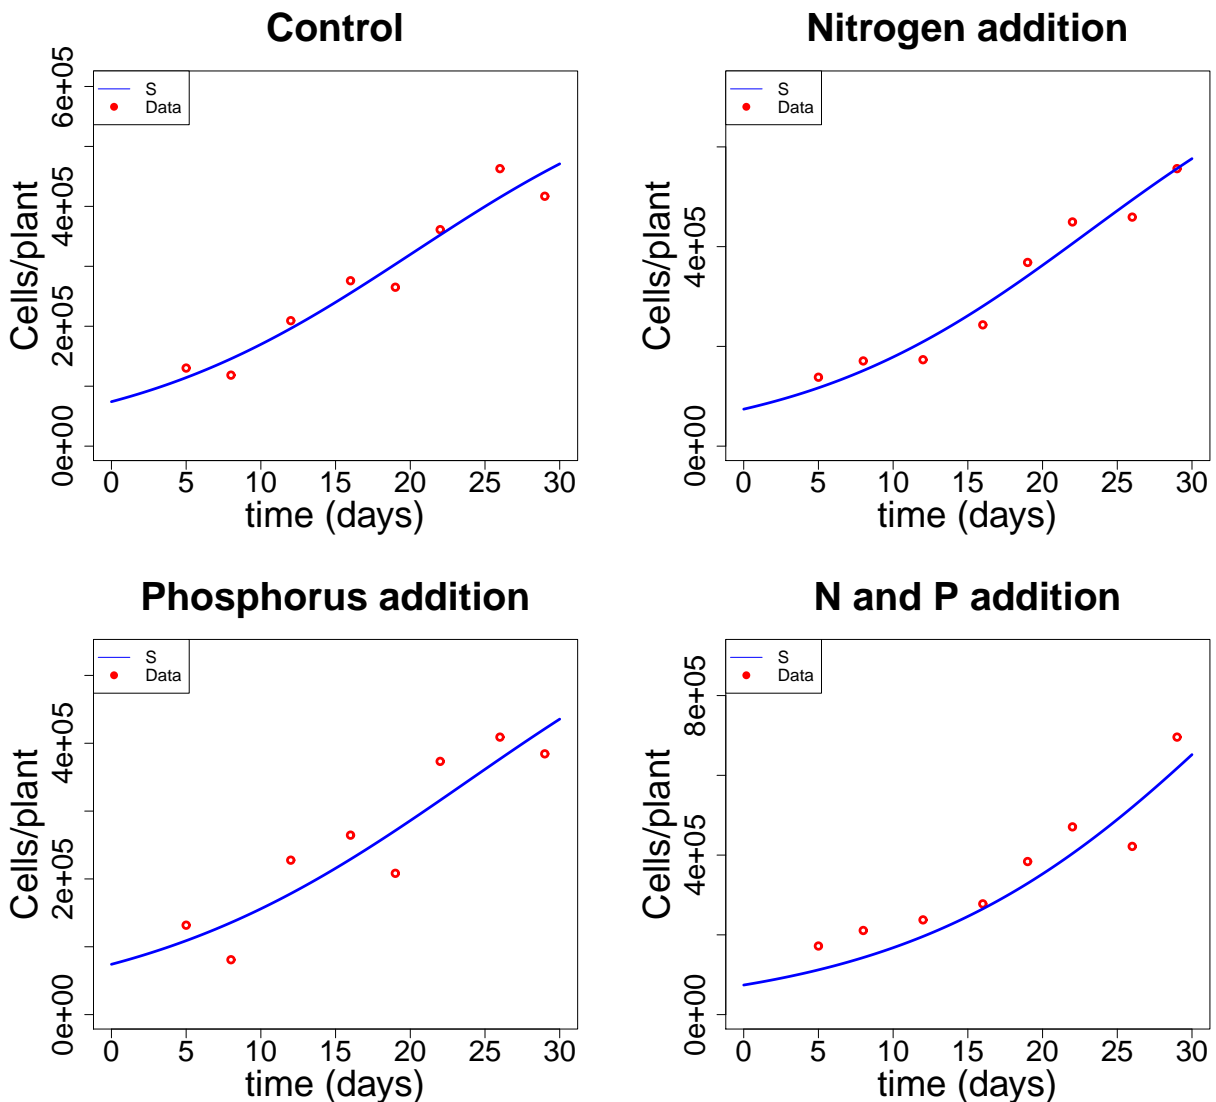 Control
S
Data
Cells/plant
0e+00
2e+05
4e+05
6e+05
0 5 10 15 20 25 30
time (days)
Nitrogen addition
S
Data
Cells/plant
0e+00
4e+05
0 5 10 15 20 25 30
time (days)
Phosphorus addition
S
Data
Cells/plant
0e+00
2e+05
4e+05
0 5 10 15 20 25 30
time (days)
N and P addition
S
Data
Cells/plant
0e+00
4e+05
8e+05
0 5 10 15 20 25 30
time (days)